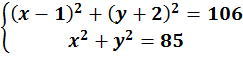 (x − 1)² + (y + 2)² = 106
x² + y² = 85